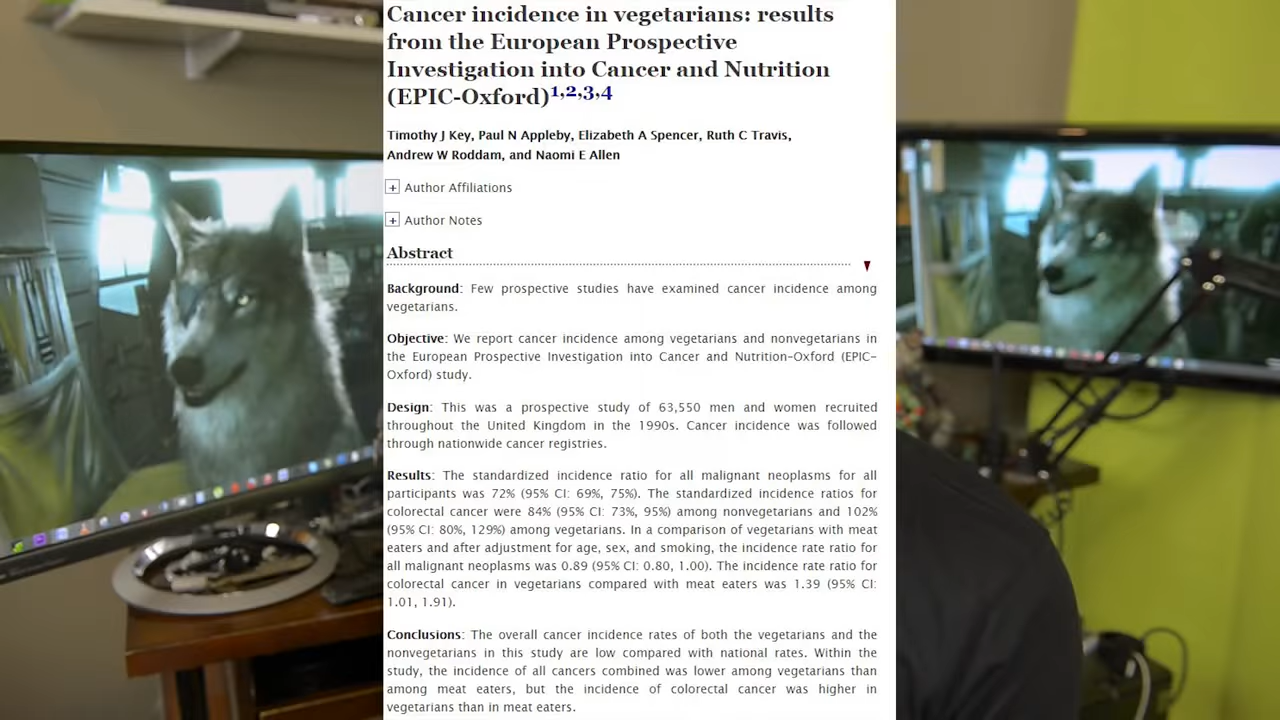 Cancer incidence in vegetarians: results
from the European Prospective
Investigation into Cancer and Nutrition
(EPIC-Oxford)1,2,3,4
Timothy J Key, Paul N Appleby, Elizabeth A Spencer, Ruth C Travis,
Andrew W Roddam, and Naomi E Allen
+ Author Affiliations
+ Author Notes
Abstract
Background: Few prospective studies have examined cancer incidence among
vegetarians.
Objective: We report cancer incidence among vegetarians and nonvegetarians in
the European Prospective Investigation into Cancer and Nutrition–Oxford (EPIC–
Oxford) study.
Design: This was a prospective study of 63,550 men and women recruited
throughout the United Kingdom in the 1990s. Cancer incidence was followed
through nationwide cancer registries.
Results: The standardized incidence ratio for all malignant neoplasms for all
participants was 72% (95% CI: 69%, 75%). The standardized incidence ratios for
colorectal cancer were 84% (95% CI: 73%, 95%) among nonvegetarians and 102%
(95% CI: 80%, 129%) among vegetarians. In a comparison of vegetarians with meat
eaters and after adjustment for age, sex, and smoking, the incidence rate ratio for
all malignant neoplasms was 0.89 (95% CI: 0.80, 1.00). The incidence rate ratio for
colorectal cancer in vegetarians compared with meat eaters was 1.39 (95% CI:
1.01, 1.91).
Conclusions: The overall cancer incidence rates of both the vegetarians and the
nonvegetarians in this study are low compared with national rates. Within the
study, the incidence of all cancers combined was lower among vegetarians than
among meat eaters, but the incidence of colorectal cancer was higher in
vegetarians than in meat eaters.